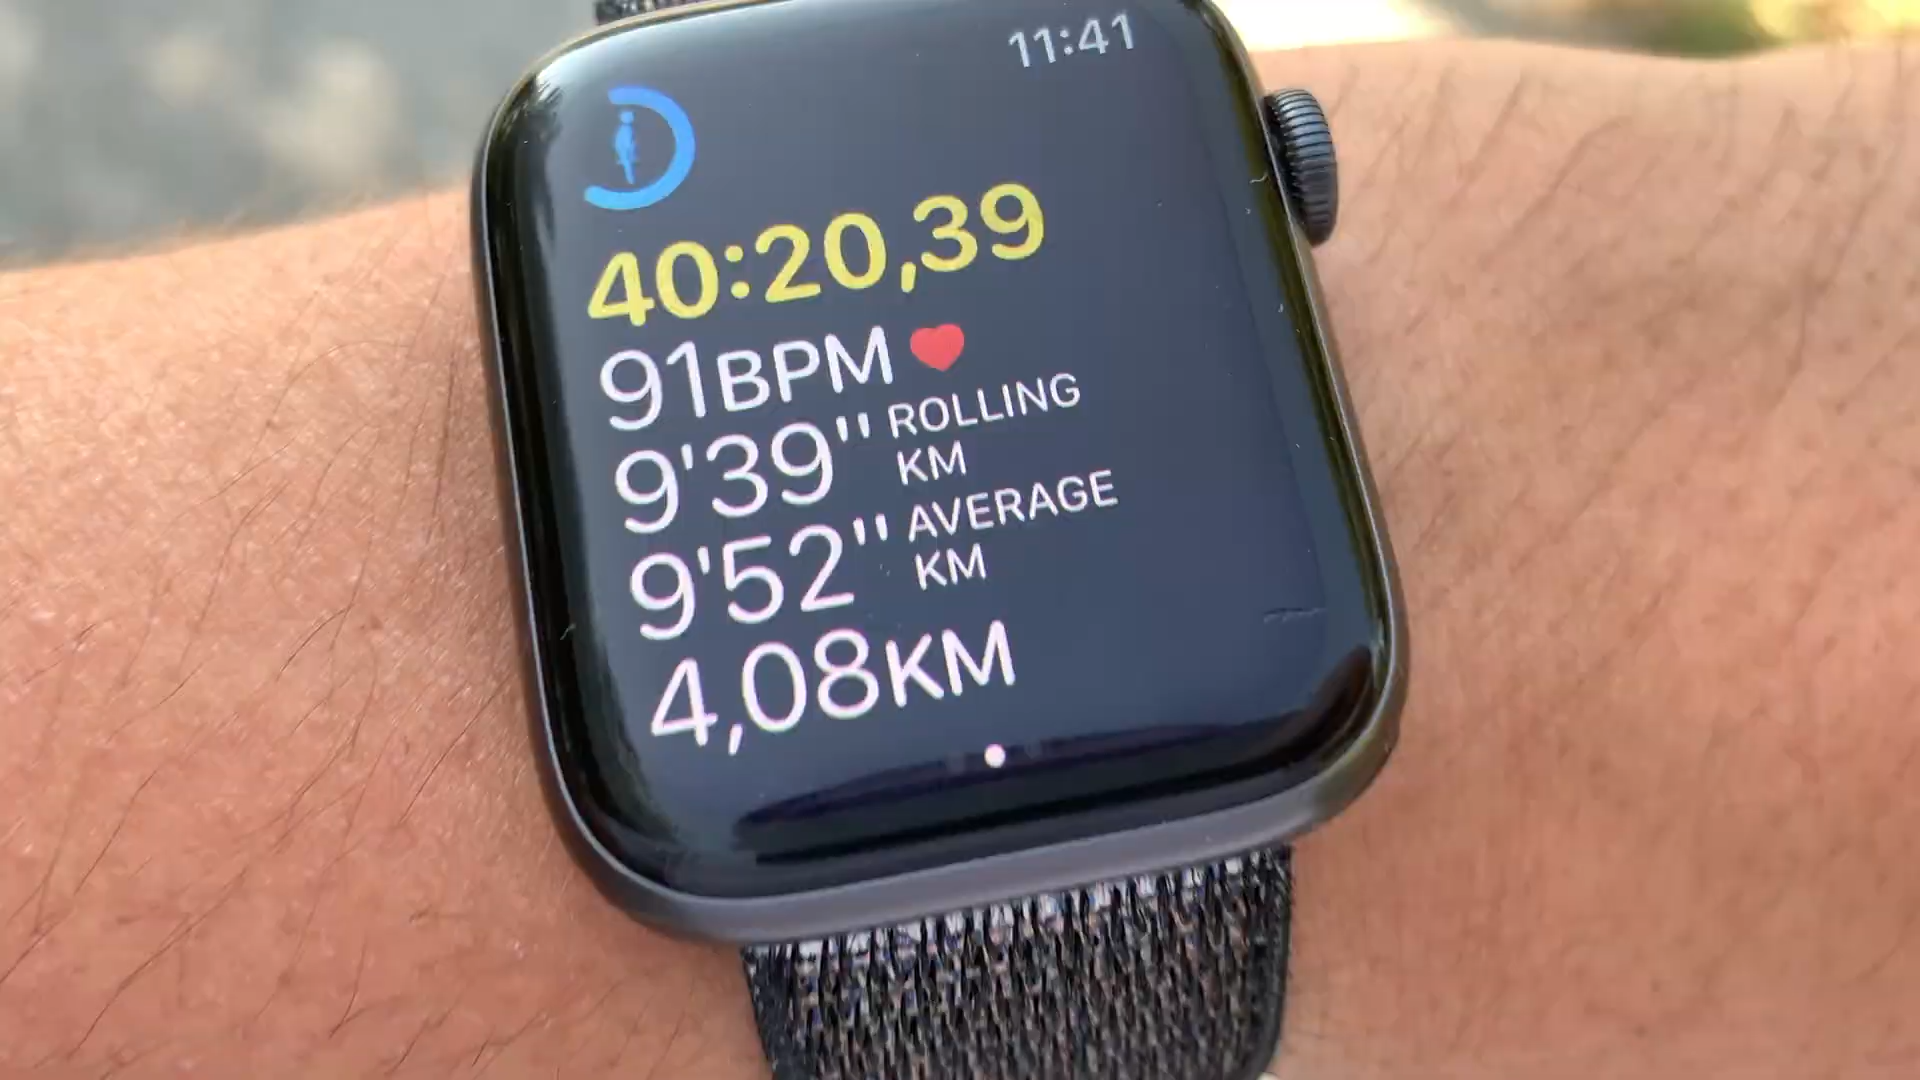 11:41
40:20,39
91BPM
9'39" ROLLING
KM
9'52" AVERAGE
KM
4,08KM